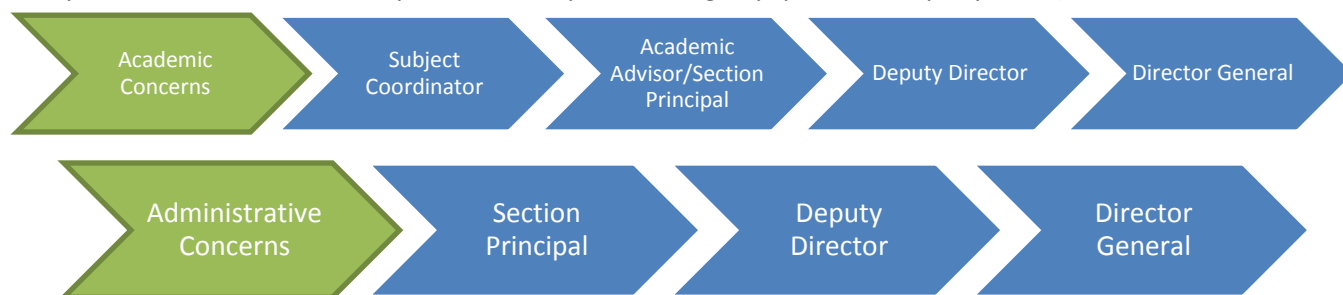 Academic
Concerns
Subject
Coordinator
Academic
Advisor/Section
Principal
Deputy Director
Director General
Administrative
Concerns
Section
Principal
Deputy
Director
Director
General